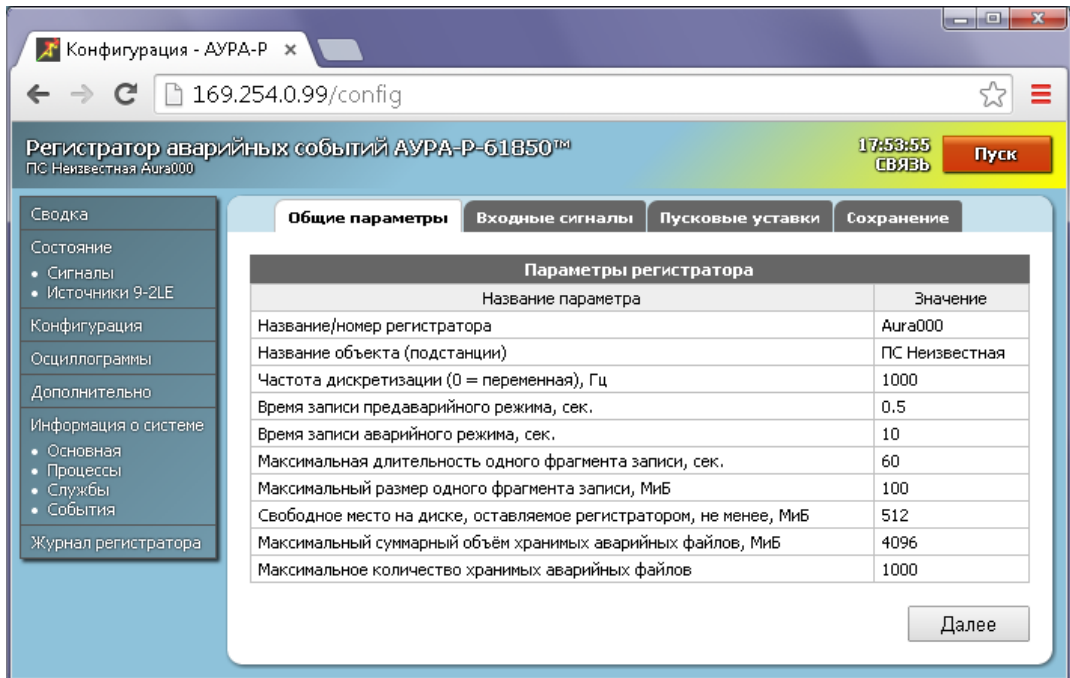 Конфигурация - АУРА-Р ×
169.254.0.99/config
Регистратор аварийных событий АУРА-Р-61850™
ПС Неизвестная Aura000
17:53:55
СВЯЗЬ
Пуск
Сводка
Состояние
• Сигналы
• Источники 9-2LE
Конфигурация
Осциллограммы
Дополнительно
Информация о системе
• Основная
• Процессы
• Службы
• События
Журнал регистратора
Общие параметры Входные сигналы Пусковые уставки Сохранение
Параметры регистратора
Название параметра Значение
Название/номер регистратора Aura000
Название объекта (подстанции) ПС Неизвестная
Частота дискретизации (0 = переменная), Гц 1000
Время записи предаварийного режима, сек. 0.5
Время записи аварийного режима, сек. 10
Максимальная длительность одного фрагмента записи, сек. 60
Максимальный размер одного фрагмента записи, МиБ 100
Свободное место на диске, оставляемое регистратором, не менее, МиБ 512
Максимальный суммарный объём хранимых аварийных файлов, МиБ 4096
Максимальное количество хранимых аварийных файлов 1000
Далее